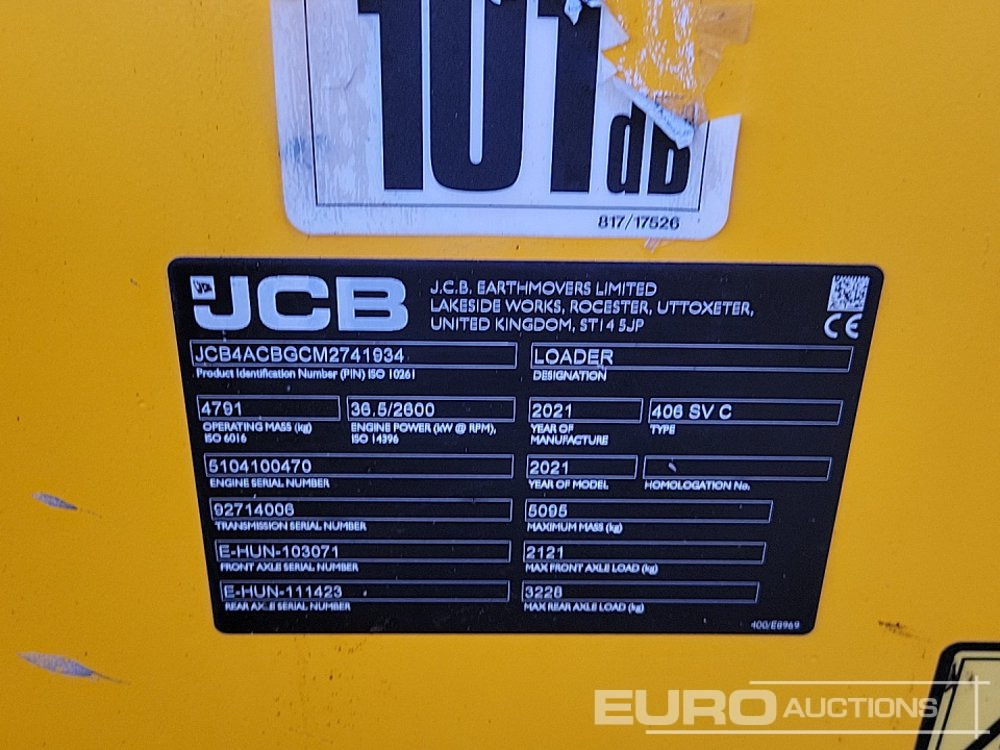 101 dB
817/17526
JCB
J.C.B. EARTHMOVERS LIMITED
LAKESIDE WORKS, ROCESTER, UTTOXETER,
UNITED KINGDOM, ST14 5JP
CE
JCB4ACBGCM2741934
Product Identification Number (PIN) ISO 10261
LOADER
DESIGNATION
4791
OPERATING MASS (kg)
ISO 6016
36.5/2600
ENGINE POWER (kW @ RPM),
ISO 14396
2021
YEAR OF
MANUFACTURE
406 SV C
TYPE
5104100470
ENGINE SERIAL NUMBER
2021
YEAR OF MODEL
HOMOLOGATION No.
92714006
TRANSMISSION SERIAL NUMBER
5095
MAXIMUM MASS (kg)
E-HUN-103071
FRONT AXLE SERIAL NUMBER
2121
MAX FRONT AXLE LOAD (kg)
E-HUN-111423
REAR AXLE SERIAL NUMBER
3228
MAX REAR AXLE LOAD (kg)
400/E8969
EURO AUCTIONS